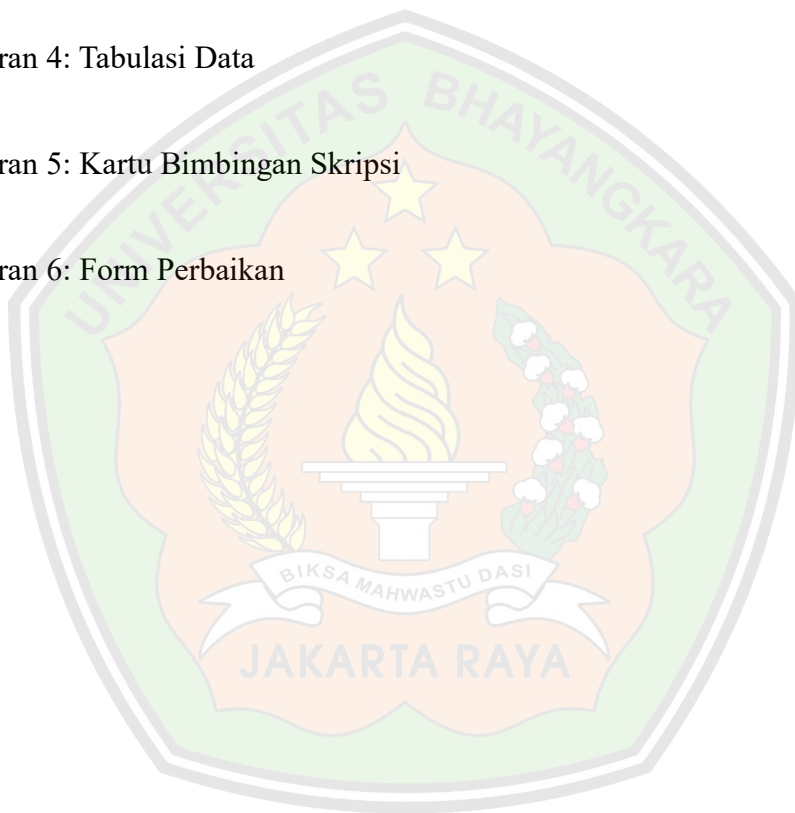 ran 4: Tabulasi Data
ran 5: Kartu Bimbingan Skripsi
ran 6: Form Perbaikan
UNIVERSITAS BHAYANGKARA
BIKSA MAHWASTU DASI
JAKARTA RAYA